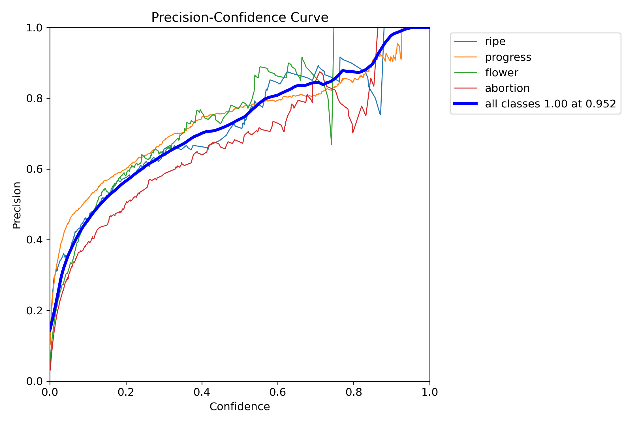 Precision-Confidence Curve
1.0
0.8
0.6
0.4
0.2
0.0
Precision
0.0 0.2 0.4 0.6 0.8 1.0
Confidence
ripe
progress
flower
abortion
all classes 1.00 at 0.952